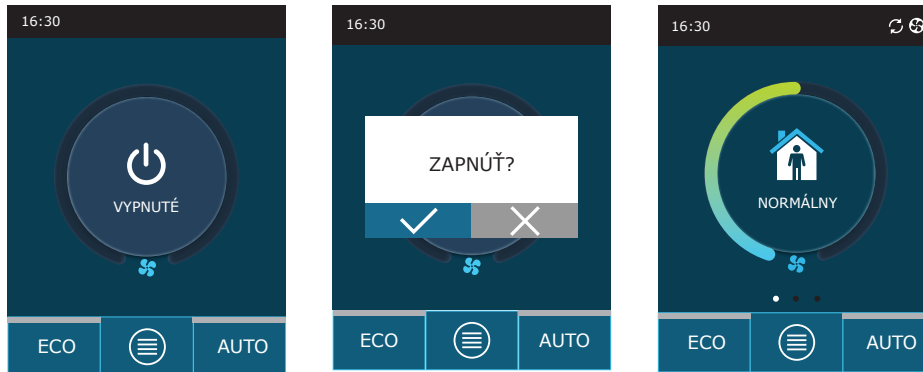 16:30
VYPNUTÉ
ECO
AUTO
16:30
ZAPNÚŤ?
ECO
AUTO
16:30
NORMÁLNY
ECO
AUTO